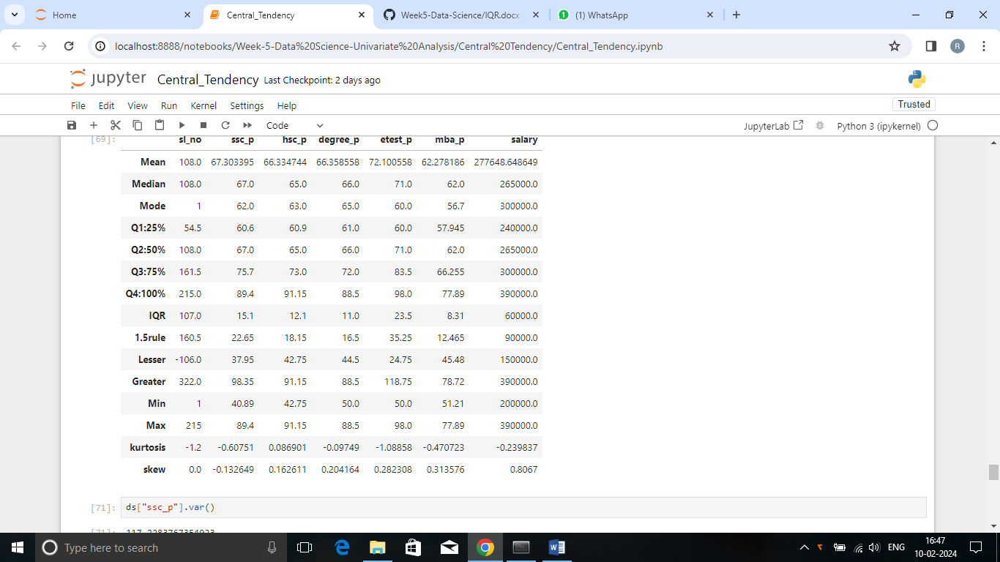 Home
Central_Tendency
Week5-Data-Science/IQR.docx
(1) WhatsApp
localhost:8888/notebooks/Week-5-Data%20Science-Univariate%20Analysis/Central%20Tendency/Central_Tendency.ipynb
R
jupyter Central_Tendency Last Checkpoint: 2 days ago
File Edit View Run Kernel Settings Help
Trusted
Code
JupyterLab
Python 3 (ipykernel)
[69]:
sl_no ssc_p hsc_p degree_p etest_p mba_p salary
Mean 108.0 67.303395 66.334744 66.358558 72.100558 62.278186 277648.648649
Median 108.0 67.0 65.0 66.0 71.0 62.0 265000.0
Mode 1 62.0 63.0 65.0 60.0 56.7 300000.0
Q1:25% 54.5 60.6 60.9 61.0 60.0 57.945 240000.0
Q2:50% 108.0 67.0 65.0 66.0 71.0 62.0 265000.0
Q3:75% 161.5 75.7 73.0 72.0 83.5 66.255 300000.0
Q4:100% 215.0 89.4 91.15 88.5 98.0 77.89 390000.0
IQR 107.0 15.1 12.1 11.0 23.5 8.31 60000.0
1.5rule 160.5 22.65 18.15 16.5 35.25 12.465 90000.0
Lesser -106.0 37.95 42.75 44.5 24.75 45.48 150000.0
Greater 322.0 98.35 91.15 88.5 118.75 78.72 390000.0
Min 1 40.89 42.75 50.0 50.0 51.21 200000.0
Max 215 89.4 91.15 88.5 98.0 77.89 390000.0
kurtosis -1.2 -0.60751 0.086901 -0.09749 -1.08858 -0.470723 -0.239837
skew 0.0 -0.132649 0.162611 0.204164 0.282308 0.313576 0.8067
[71]: ds["ssc_p"].var()
[71]: 117.2283767354923
Type here to search
ENG
16:47
10-02-2024